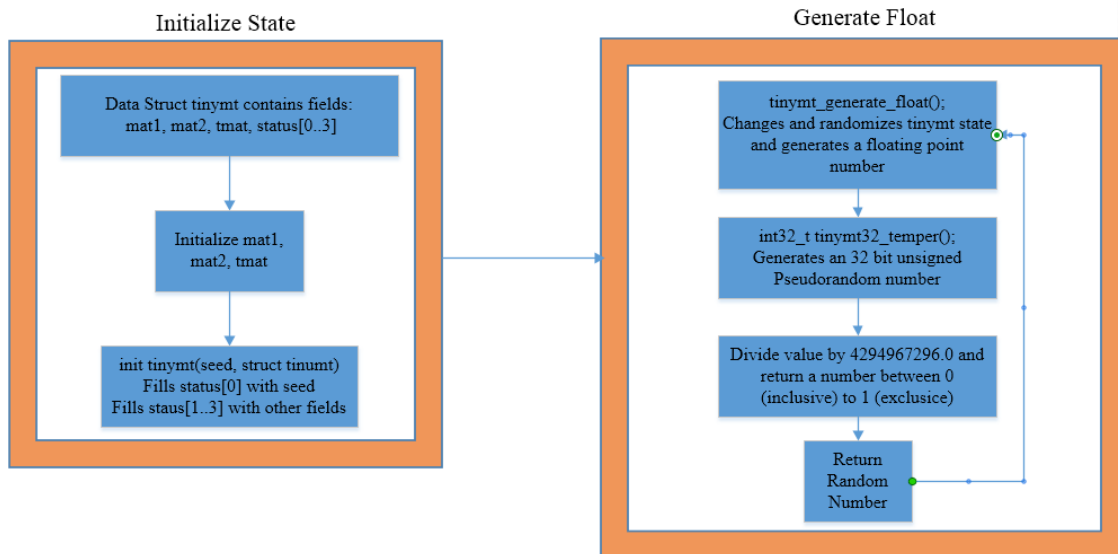 Initialize State
Data Struct tinymt contains fields:
mat1, mat2, tmat, status[0..3]
Initialize mat1,
mat2, tmat
init tinymt(seed, struct tinumt)
Fills status[0] with seed
Fills staus[1..3] with other fields
Generate Float
tinymt_generate_float();
Changes and randomizes tinymt state
and generates a floating point
number
int32_t tinymt32_temper();
Generates an 32 bit unsigned
Pseudorandom number
Divide value by 4294967296.0 and
return a number between 0
(inclusive) to 1 (exclusice)
Return
Random
Number